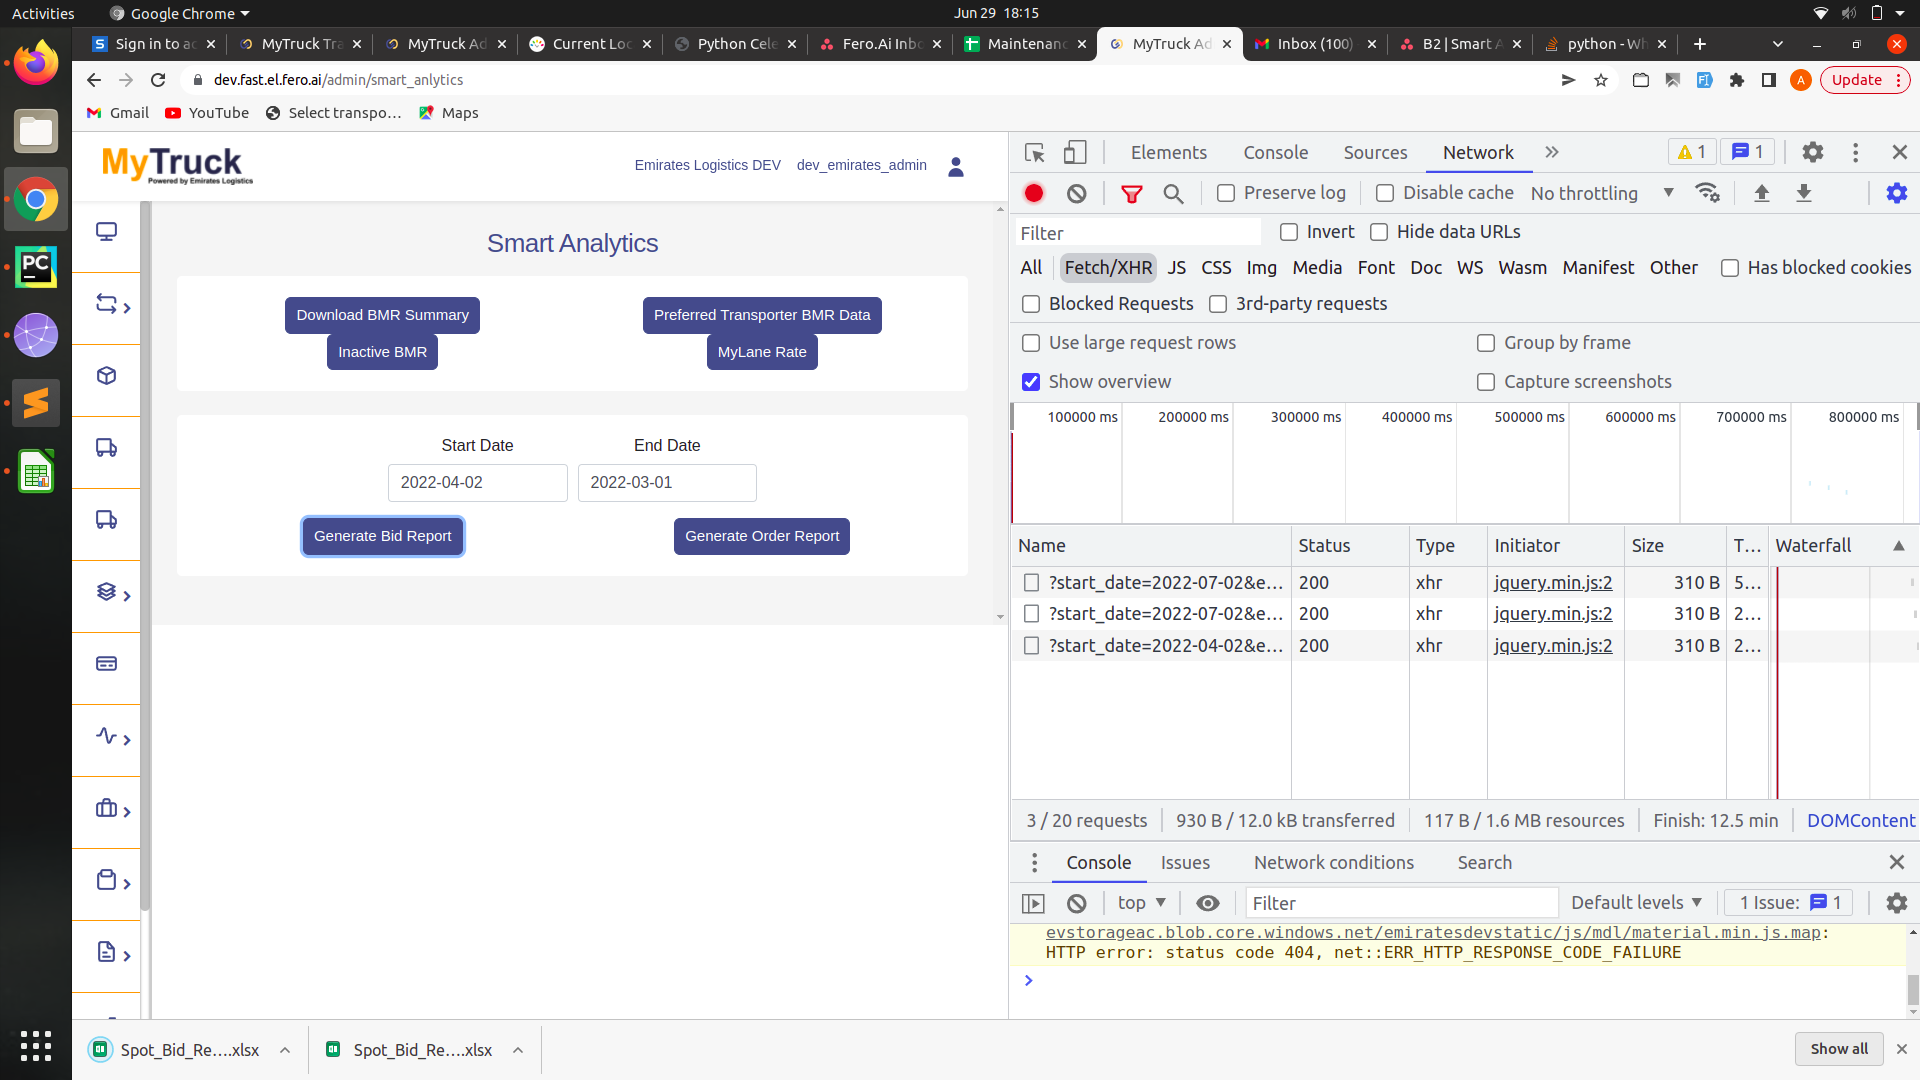 Activities
Google Chrome
Jun 29 18:15
Sign in to ac
MyTruck Tra
MyTruck Ad
Current Loc
Python Cele
Fero.Ai Inbo
Maintenanc
MyTruck Ad
Inbox (100)
B2 | Smart A
python - Wh
dev.fast.el.fero.ai/admin/smart_anlytics
Update
Gmail
YouTube
Select transpo...
Maps
MyTruck
Powered by Emirates Logistics
Emirates Logistics DEV
dev_emirates_admin
Smart Analytics
Download BMR Summary
Preferred Transporter BMR Data
Inactive BMR
MyLane Rate
Start Date
End Date
2022-04-02
2022-03-01
Generate Bid Report
Generate Order Report
Elements
Console
Sources
Network
1
1
Preserve log
Disable cache
No throttling
Filter
Invert
Hide data URLs
All
Fetch/XHR
JS
CSS
Img
Media
Font
Doc
WS
Wasm
Manifest
Other
Has blocked cookies
Blocked Requests
3rd-party requests
Use large request rows
Group by frame
Show overview
Capture screenshots
100000 ms
200000 ms
300000 ms
400000 ms
500000 ms
600000 ms
700000 ms
800000 ms
Name
Status
Type
Initiator
Size
T...
Waterfall
?start_date=2022-07-02&e... 200 xhr jquery.min.js:2 310 B 5...
?start_date=2022-07-02&e... 200 xhr jquery.min.js:2 310 B 2...
?start_date=2022-04-02&e... 200 xhr jquery.min.js:2 310 B 2...
3 / 20 requests
930 B / 12.0 kB transferred
117 B / 1.6 MB resources
Finish: 12.5 min
DOMContent
Console
Issues
Network conditions
Search
top
Filter
Default levels
1 Issue:
1
evstorageac.blob.core.windows.net/emiratesdevstatic/js/mdl/material.min.js.map:
HTTP error: status code 404, net::ERR_HTTP_RESPONSE_CODE_FAILURE
Spot_Bid_Re....xlsx
Spot_Bid_Re....xlsx
Show all
PC
A